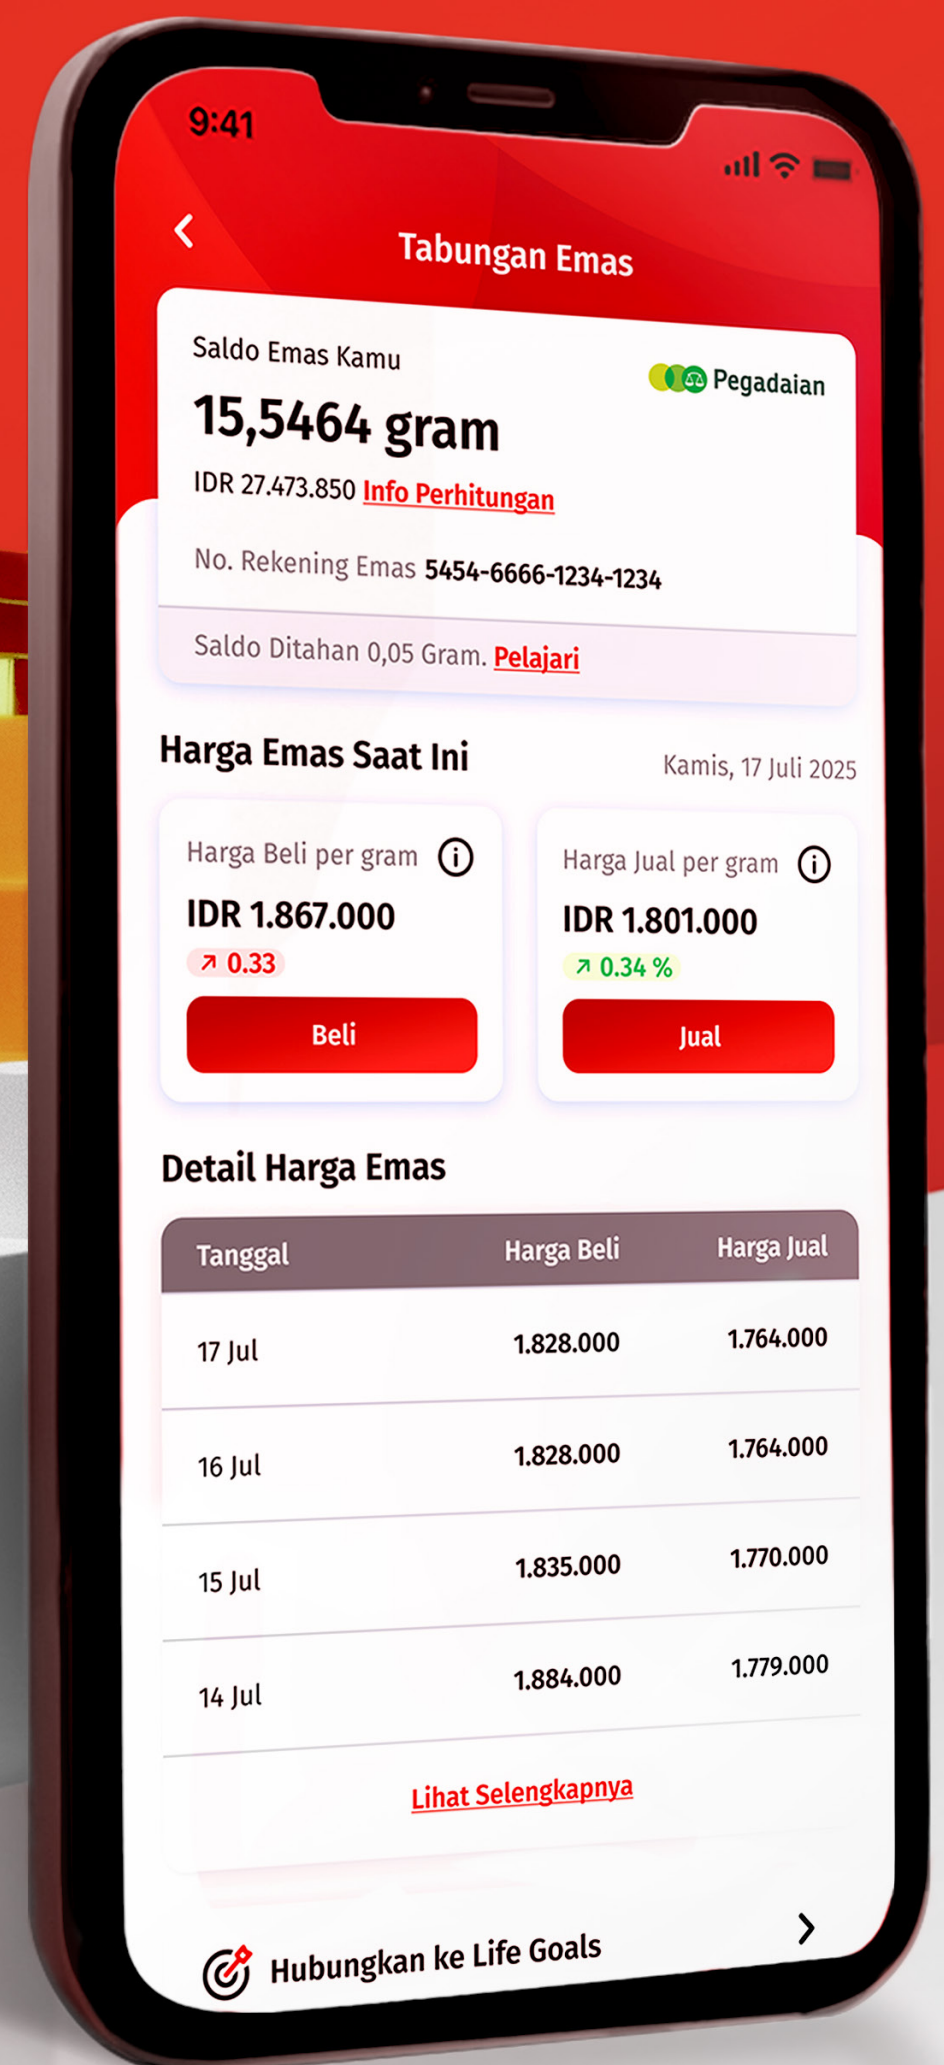 9:41
Tabungan Emas
Saldo Emas Kamu
Pegadaian
15,5464 gram
IDR 27.473.850 Info Perhitungan
No. Rekening Emas 5454-6666-1234-1234
Saldo Ditahan 0,05 Gram. Pelajari
Harga Emas Saat Ini
Kamis, 17 Juli 2025
Harga Beli per gram
IDR 1.867.000
0.33
Beli
Harga Jual per gram
IDR 1.801.000
0.34 %
Jual
Detail Harga Emas
Tanggal Harga Beli Harga Jual
17 Jul 1.828.000 1.764.000
16 Jul 1.828.000 1.764.000
15 Jul 1.835.000 1.770.000
14 Jul 1.884.000 1.779.000
Lihat Selengkapnya
Hubungkan ke Life Goals